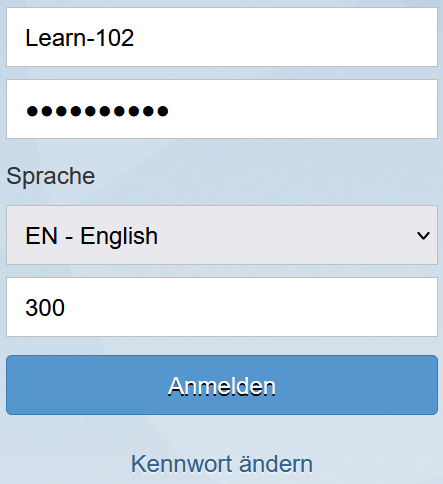 Learn-102
●●●●●●●●●●
Sprache
EN - English
300
Anmelden
Kennwort ändern